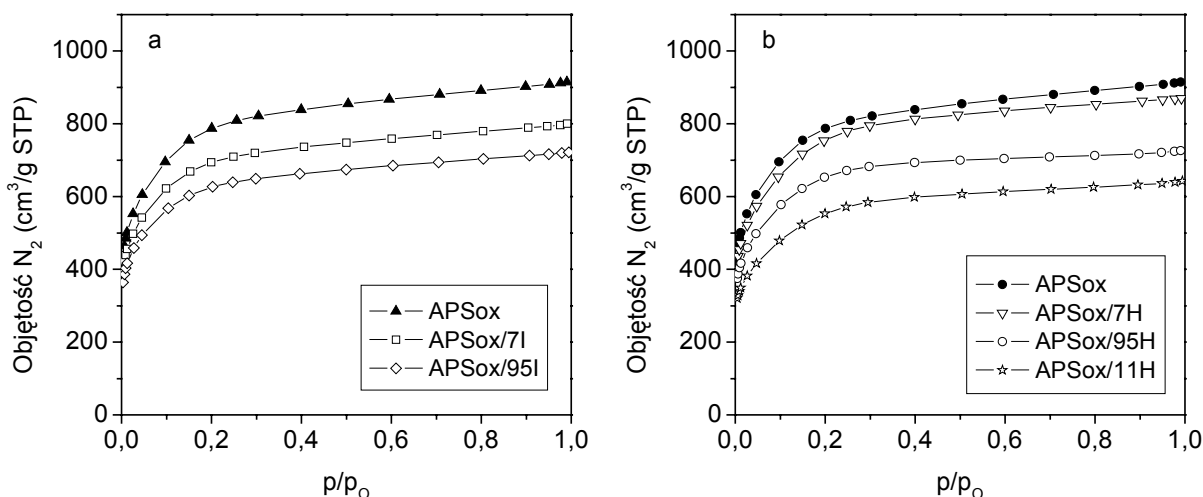 a
1000
800
600
400
200
0
0,0 0,2 0,4 0,6 0,8 1,0
Objętość N₂ (cm³/g STP)
p/pₒ
APSox
APSox/7I
APSox/95I
b
1000
800
600
400
200
0
0,0 0,2 0,4 0,6 0,8 1,0
Objętość N₂ (cm³/g STP)
p/pₒ
APSox
APSox/7H
APSox/95H
APSox/11H